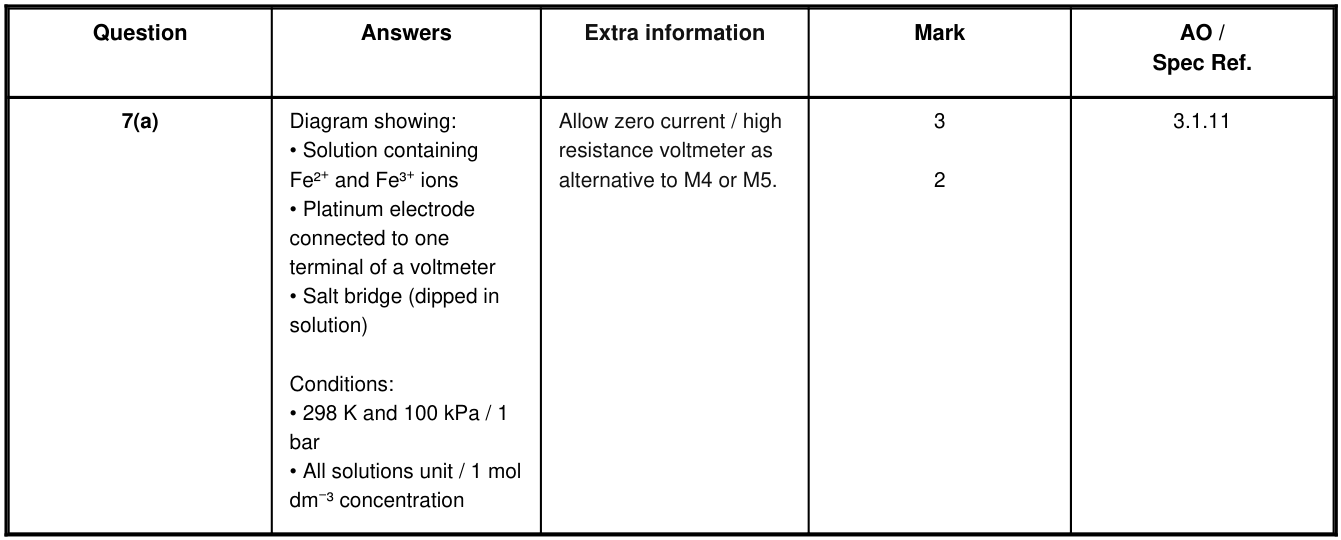 Question Answers Extra information Mark AO /
Spec Ref.
7(a)
Diagram showing:
• Solution containing
Fe²⁺ and Fe³⁺ ions
• Platinum electrode
connected to one
terminal of a voltmeter
• Salt bridge (dipped in
solution)
Conditions:
• 298 K and 100 kPa / 1
bar
• All solutions unit / 1 mol
dm⁻³ concentration
Allow zero current / high
resistance voltmeter as
alternative to M4 or M5.
3
2
3.1.11